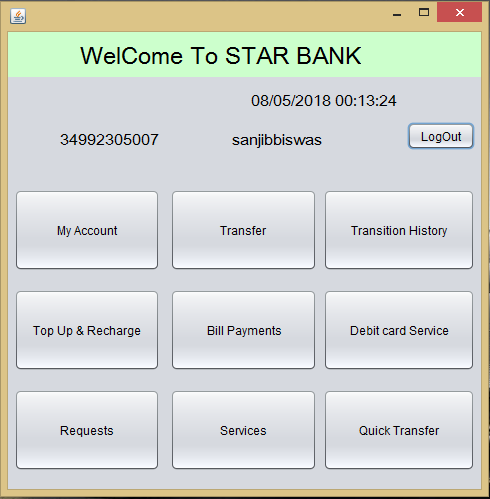 WelCome To STAR BANK
08/05/2018 00:13:24
34992305007 sanjibbiswas LogOut
My Account Transfer Transition History
Top Up & Recharge Bill Payments Debit card Service
Requests Services Quick Transfer